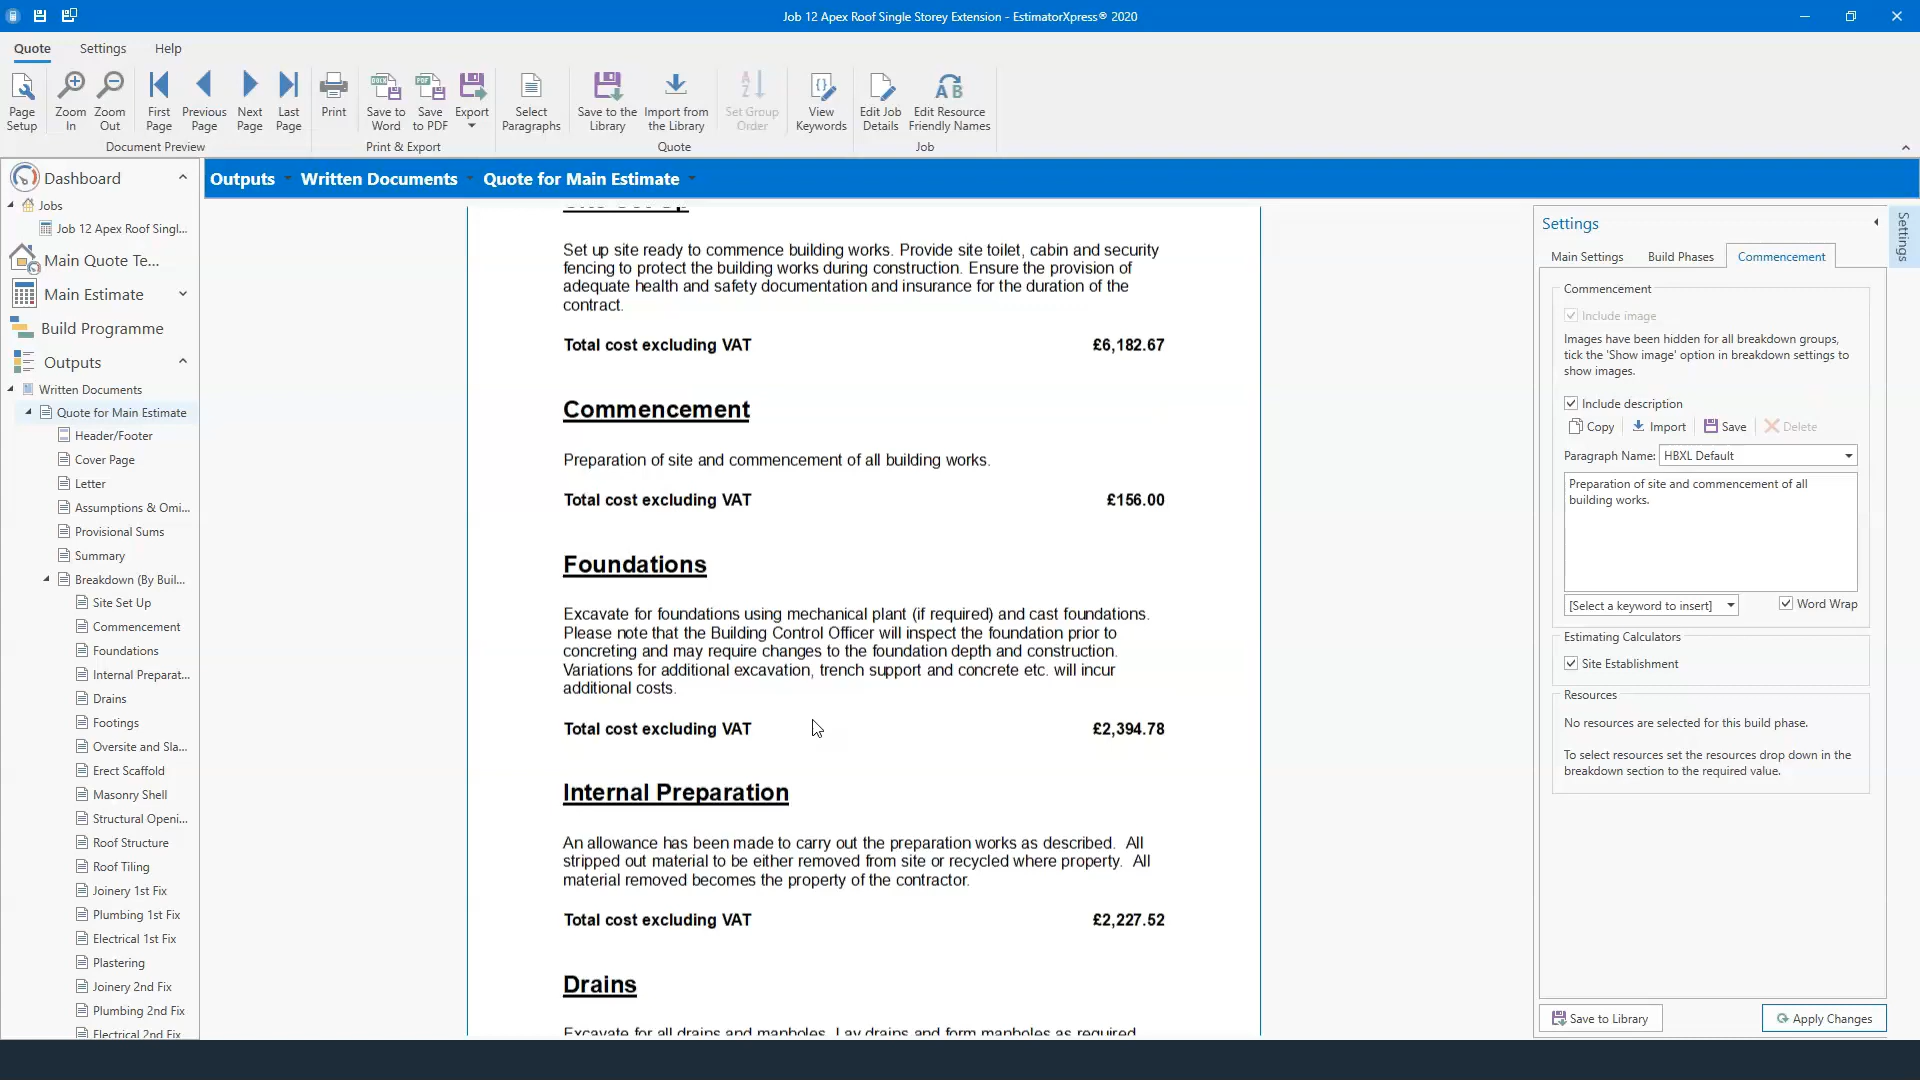 Job 12 Apex Roof Single Storey Extension - EstimatorXpress® 2020
Quote Settings Help
Page Setup
Zoom In
Zoom Out
First Page
Previous Page
Next Page
Last Page
Print
Save to Word
Save to PDF
Export
Select Paragraphs
Save to the Library
Import from the Library
Set Group Order
View Keywords
Edit Job Details
Edit Resource Friendly Names
Document Preview
Print & Export
Quote
Job
Dashboard
Jobs
Job 12 Apex Roof Singl...
Main Quote Te...
Main Estimate
Build Programme
Outputs
Written Documents
Quote for Main Estimate
Header/Footer
Cover Page
Letter
Assumptions & Omi...
Provisional Sums
Summary
Breakdown (By Buil...
Site Set Up
Commencement
Foundations
Internal Preparat...
Drains
Footings
Oversite and Sla...
Erect Scaffold
Masonry Shell
Structural Openi...
Roof Structure
Roof Tiling
Joinery 1st Fix
Plumbing 1st Fix
Electrical 1st Fix
Plastering
Joinery 2nd Fix
Plumbing 2nd Fix
Electrical 2nd Fix
Outputs Written Documents Quote for Main Estimate
Site Set Up
Set up site ready to commence building works. Provide site toilet, cabin and security
fencing to protect the building works during construction. Ensure the provision of
adequate health and safety documentation and insurance for the duration of the
contract.
Total cost excluding VAT £6,182.67
Commencement
Preparation of site and commencement of all building works.
Total cost excluding VAT £156.00
Foundations
Excavate for foundations using mechanical plant (if required) and cast foundations.
Please note that the Building Control Officer will inspect the foundation prior to
concreting and may require changes to the foundation depth and construction.
Variations for additional excavation, trench support and concrete etc. will incur
additional costs.
Total cost excluding VAT £2,394.78
Internal Preparation
An allowance has been made to carry out the preparation works as described. All
stripped out material to be either removed from site or recycled where property. All
material removed becomes the property of the contractor.
Total cost excluding VAT £2,227.52
Drains
Excavate for all drains and manholes. Lay drains and form manholes as required
Settings
Settings
Main Settings Build Phases Commencement
Commencement
Include image
Images have been hidden for all breakdown groups,
tick the 'Show image' option in breakdown settings to
show images.
Include description
Copy Import Save Delete
Paragraph Name: HBXL Default
Preparation of site and commencement of all
building works.
[Select a keyword to insert] Word Wrap
Estimating Calculators
Site Establishment
Resources
No resources are selected for this build phase.
To select resources set the resources drop down in the
breakdown section to the required value.
Save to Library Apply Changes